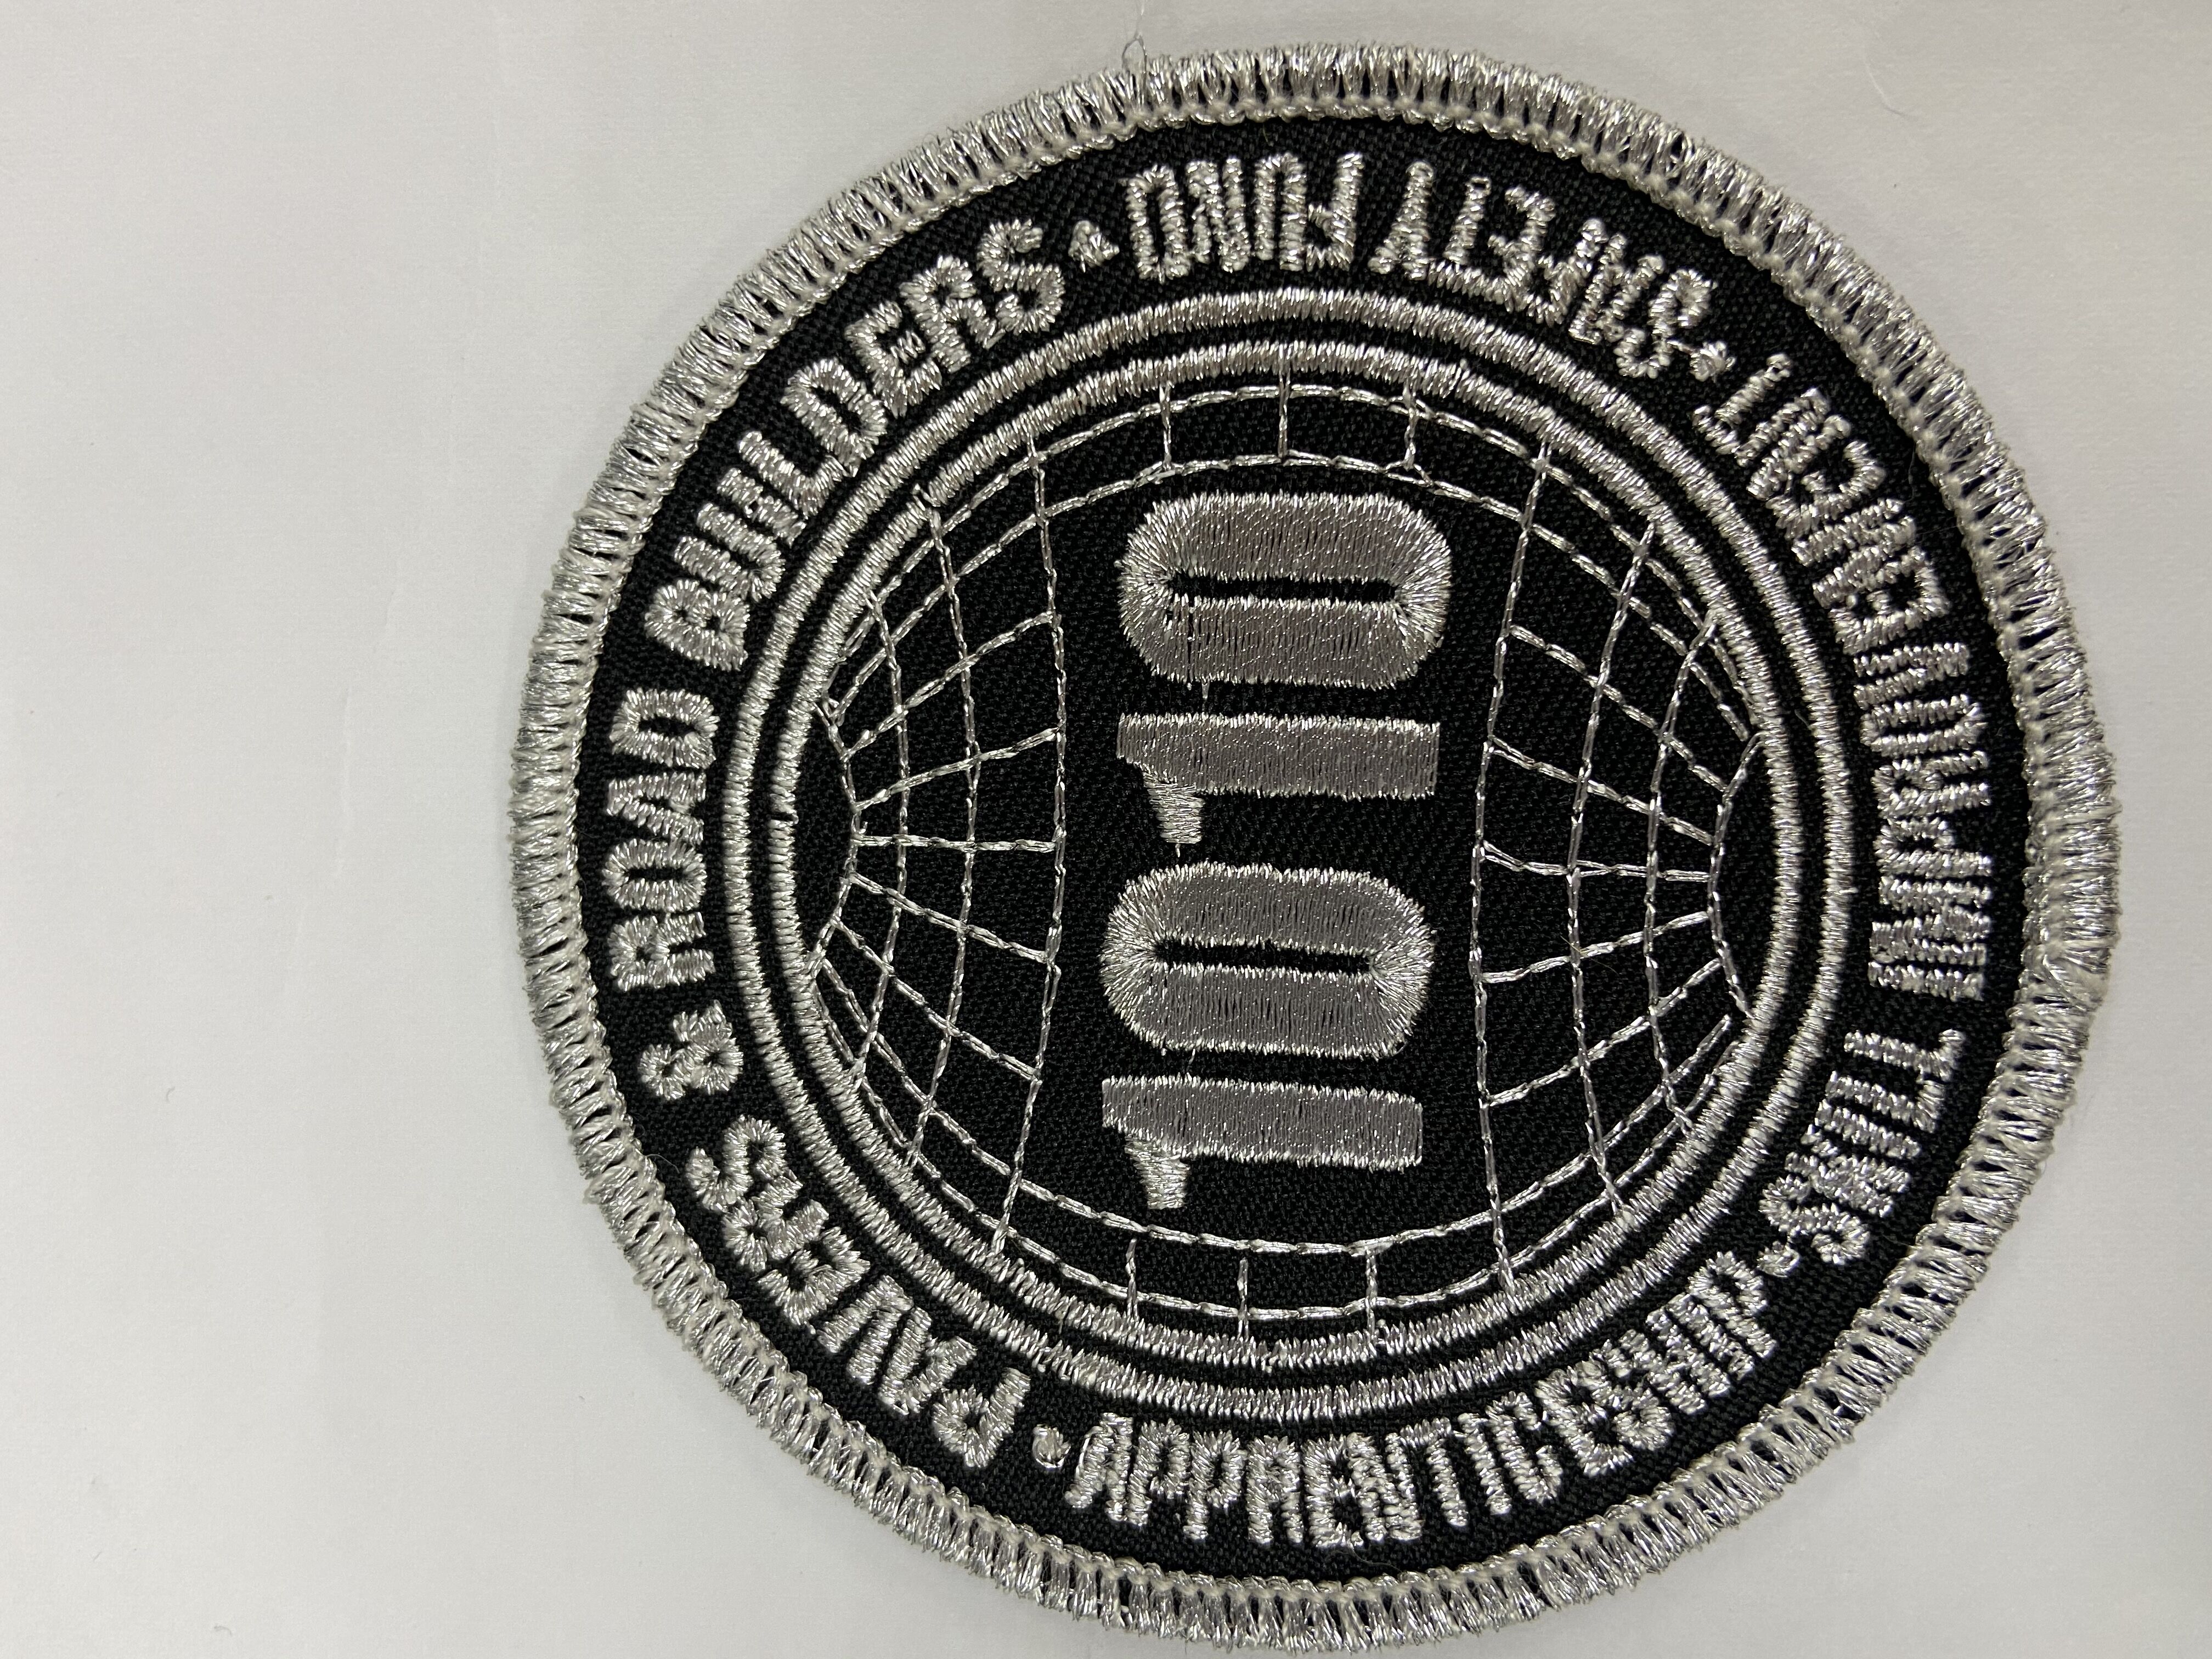 PAVERS & ROAD BUILDERS
1010
• APPRENTICESHIP • SKILL IMPROVEMENT • SAFETY FUND •